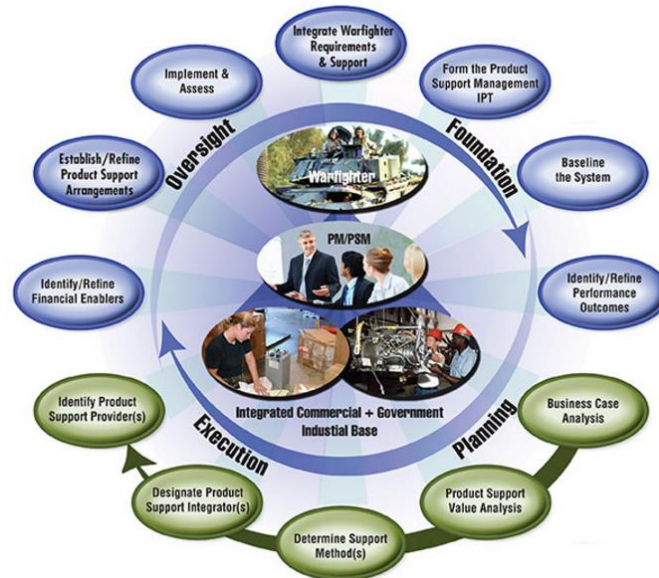 Integrate Warfighter
Requirements
& Support
Form the Product
Support Management
IPT
Baseline
the System
Identify/Refine
Performance
Outcomes
Business Case
Analysis
Product Support
Value Analysis
Determine Support
Method(s)
Designate Product
Support Integrator(s)
Identify Product
Support Provider(s)
Identify/Refine
Financial Enablers
Establish/Refine
Product Support
Arrangements
Implement &
Assess
Oversight
Foundation
Planning
Execution
Warfighter
PM/PSM
Integrated Commercial + Government
Industial Base